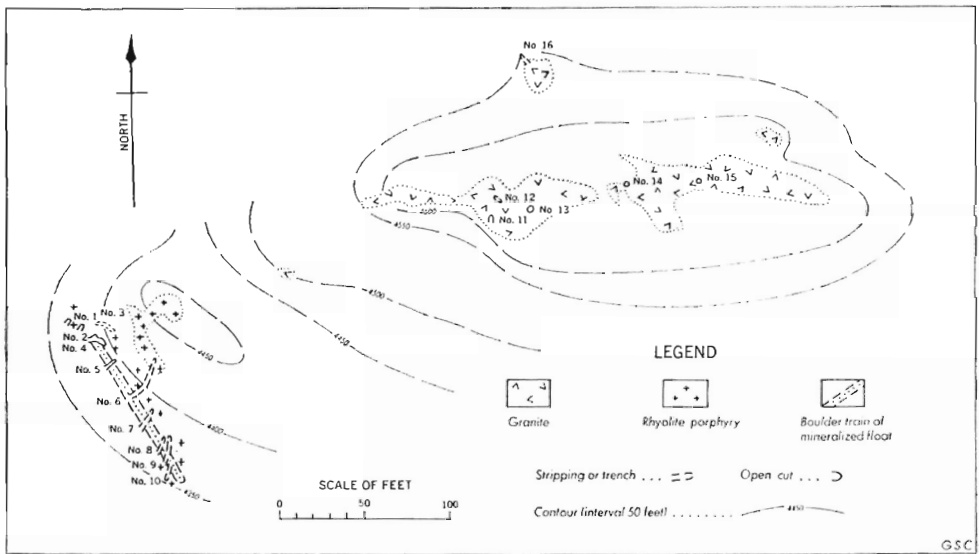 No 16
NORTH
No. 14
No. 15
No. 12
No. 13
No. 11
4500
4550
4500
4450
No. 1
No. 3
No. 2
No. 4
4450
No. 5
No. 6
No. 7
4400
No. 8
No. 9
No. 10
LEGEND
Granite
Rhyolite porphyry
Boulder train of
mineralized float
Stripping or trench ...
Open cut ...
Contour (interval 50 feet) ........
4450
SCALE OF FEET
0 50 100
GSC